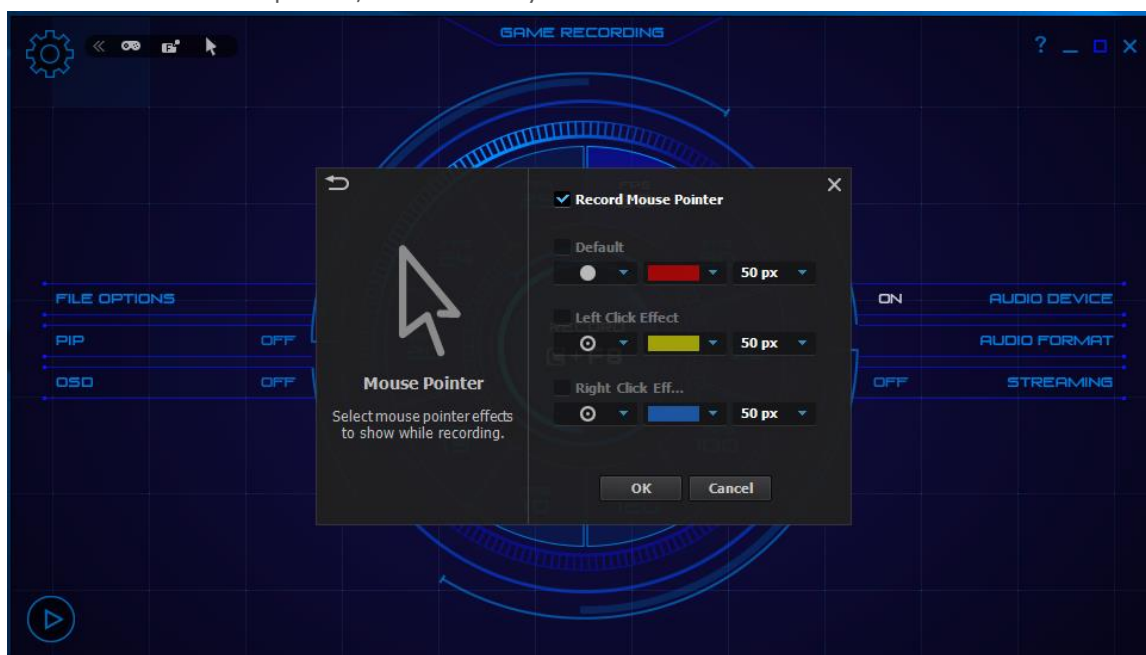 GAME RECORDING
?
Record Mouse Pointer
Default
50 px
Left Click Effect
50 px
Right Click Eff...
50 px
Mouse Pointer
Select mouse pointer effects
to show while recording.
OK Cancel
FILE OPTIONS
PIP OFF
OSD OFF
ON AUDIO DEVICE
AUDIO FORMAT
OFF STREAMING